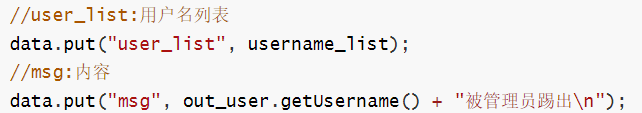 //user_list:用户名列表
data.put("user_list", username_list);
//msg:内容
data.put("msg", out_user.getUsername() + "被管理员踢出\n");